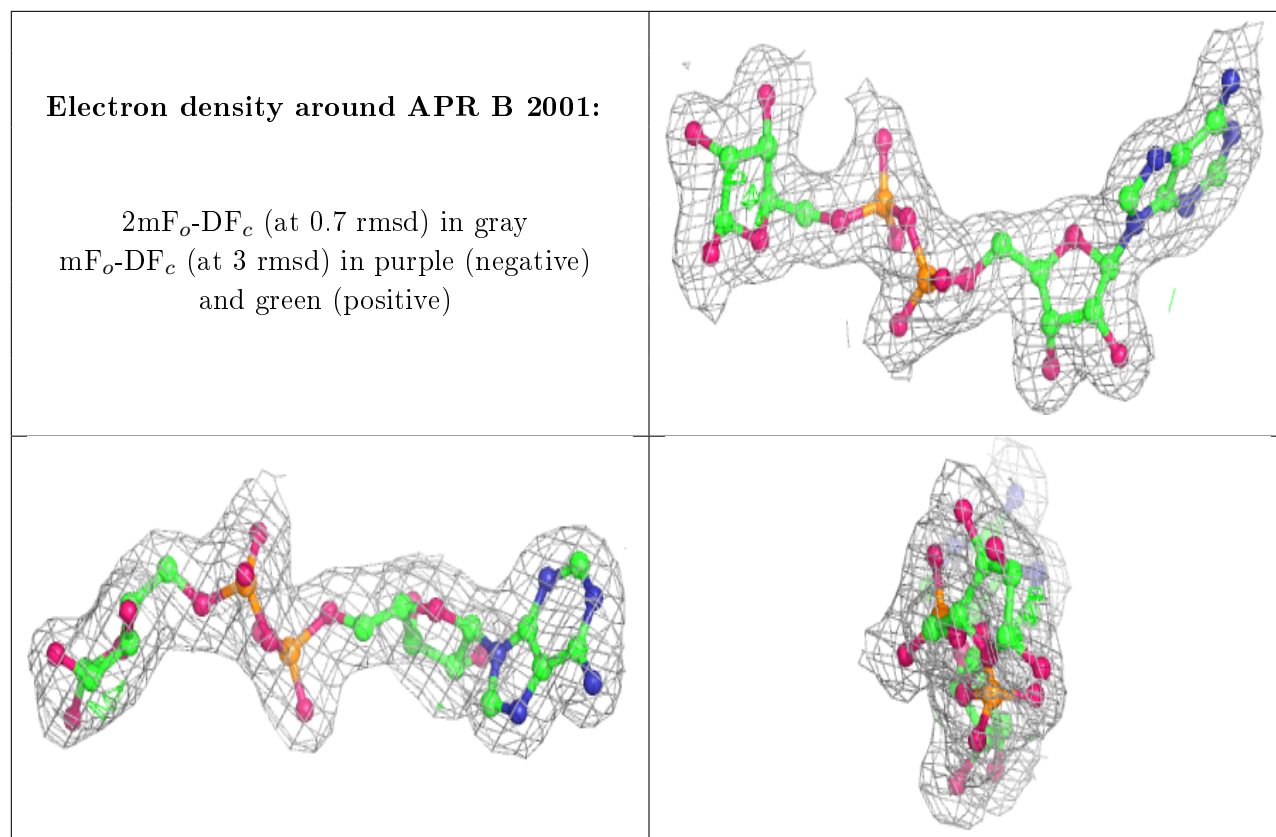 Electron density around APR B 2001:
2mFₒ-DF𝒸 (at 0.7 rmsd) in gray
mFₒ-DF𝒸 (at 3 rmsd) in purple (negative)
and green (positive)